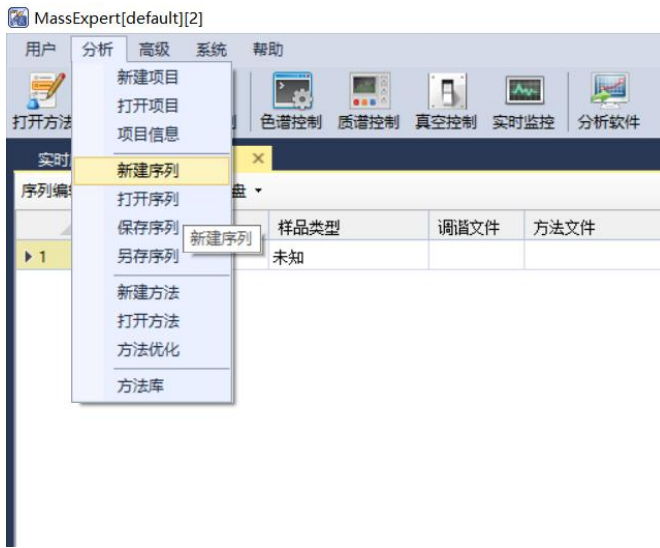 MassExpert[default][2]
用户 分析 高级 系统 帮助
打开方法 色谱控制 质谱控制 真空控制 实时监控 分析软件
新建项目
打开项目
项目信息
新建序列
打开序列
保存序列
另存序列
新建方法
打开方法
方法优化
方法库
新建序列
实时
序列编 盘
样品类型 调谐文件 方法文件
1 未知